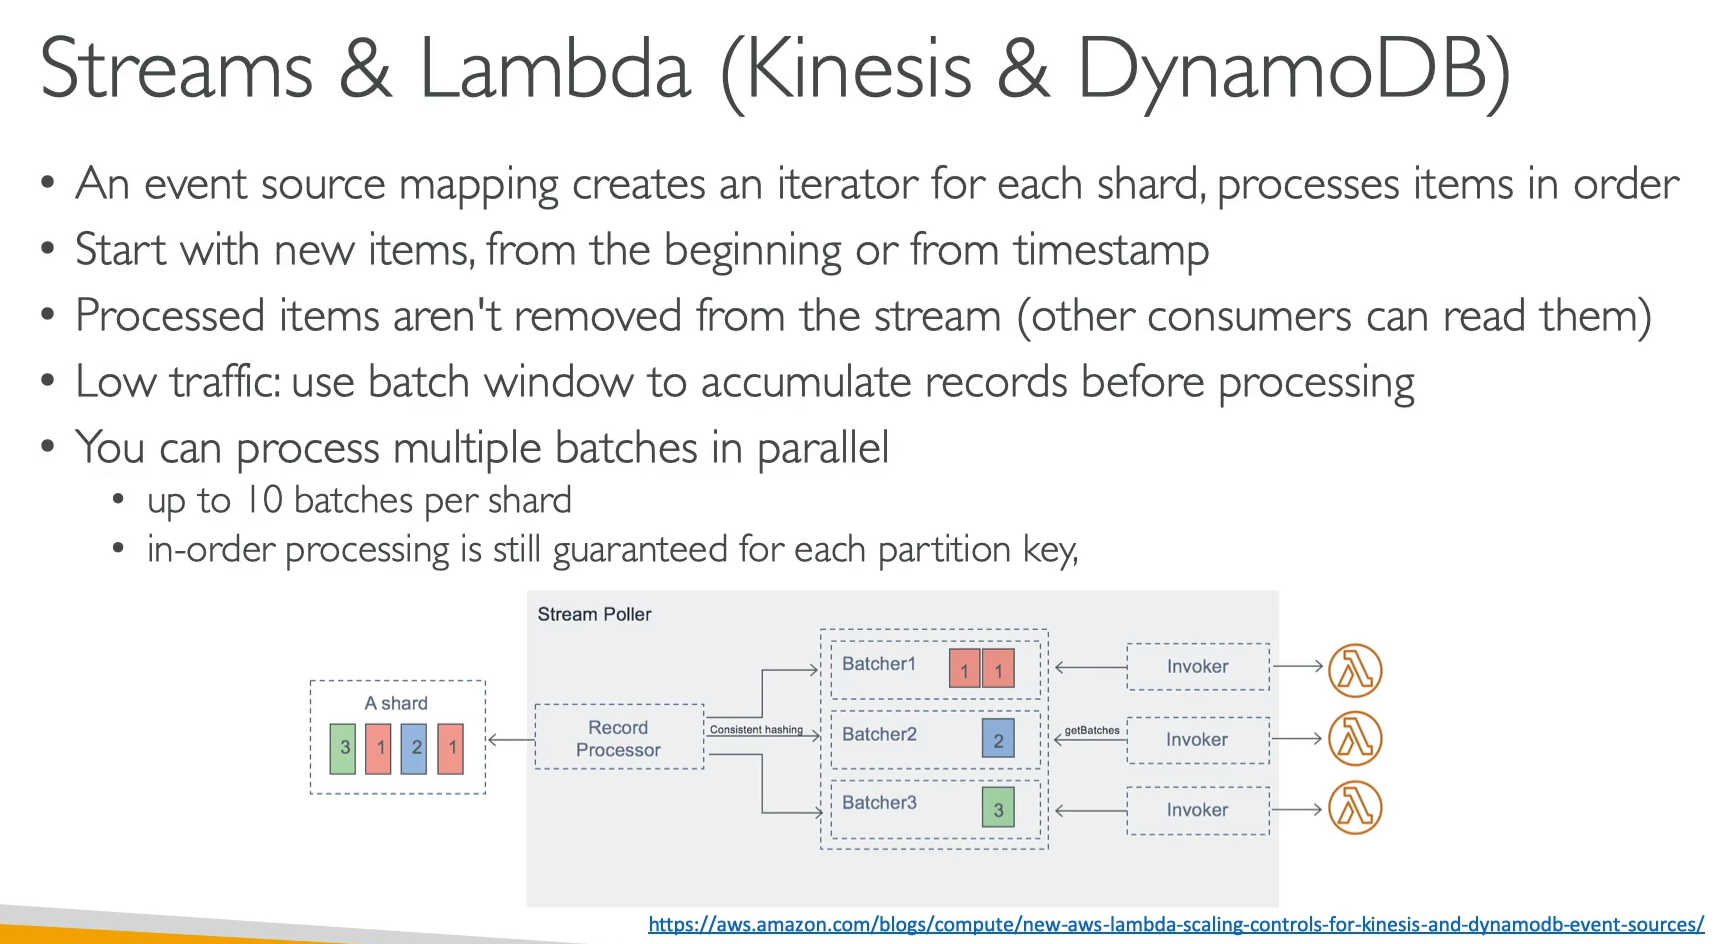 Streams & Lambda (Kinesis & DynamoDB)
• An event source mapping creates an iterator for each shard, processes items in order
• Start with new items, from the beginning or from timestamp
• Processed items aren't removed from the stream (other consumers can read them)
• Low traffic: use batch window to accumulate records before processing
• You can process multiple batches in parallel
• up to 10 batches per shard
• in-order processing is still guaranteed for each partition key,
Stream Poller
A shard
3 1 2 1
Record
Processor
Consistent hashing
Batcher1 1 1
Batcher2 2
Batcher3 3
getBatches
Invoker
Invoker
Invoker
https://aws.amazon.com/blogs/compute/new-aws-lambda-scaling-controls-for-kinesis-and-dynamodb-event-sources/